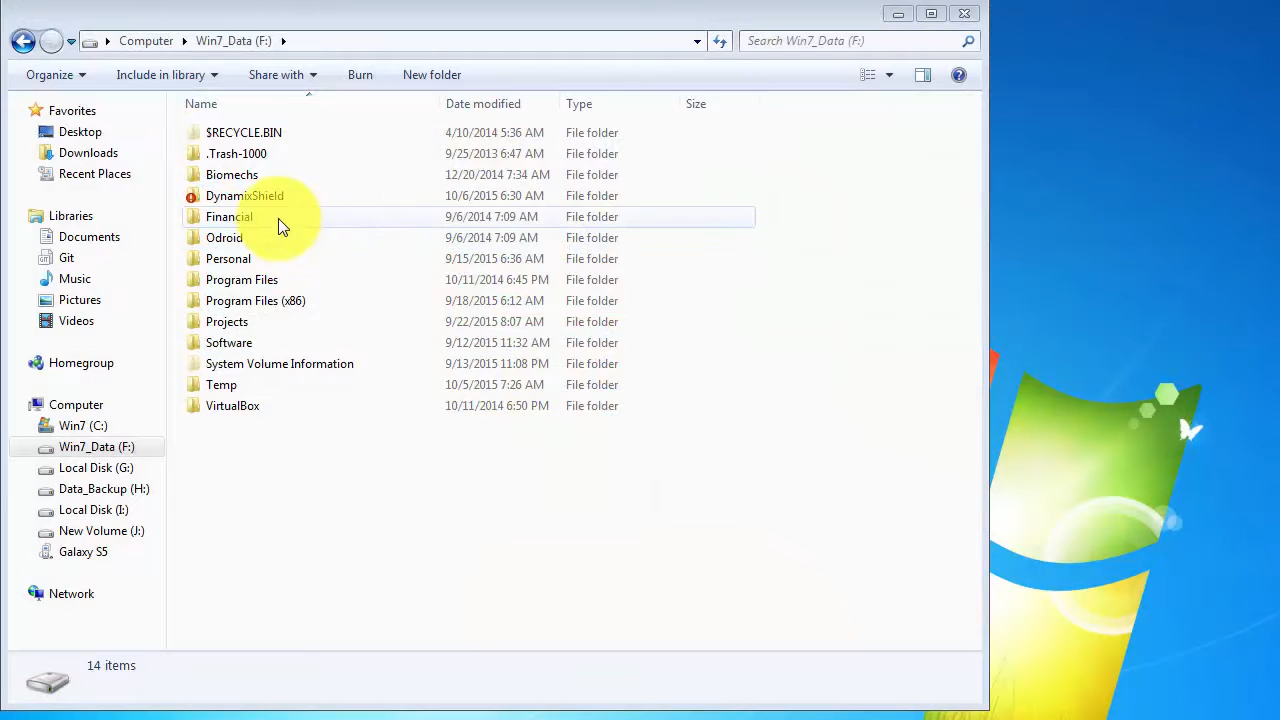 Computer Win7_Data (F:) Search Win7_Data (F:)
Organize Include in library Share with Burn New folder
Favorites
Desktop
Downloads
Recent Places
Libraries
Documents
Git
Music
Pictures
Videos
Homegroup
Computer
Win7 (C:)
Win7_Data (F:)
Local Disk (G:)
Data_Backup (H:)
Local Disk (I:)
New Volume (J:)
Galaxy S5
Network
Name Date modified Type Size
$RECYCLE.BIN 4/10/2014 5:36 AM File folder
.Trash-1000 9/25/2013 6:47 AM File folder
Biomechs 12/20/2014 7:34 AM File folder
DynamixShield 10/6/2015 6:30 AM File folder
Financial 9/6/2014 7:09 AM File folder
Odroid 9/6/2014 7:09 AM File folder
Personal 9/15/2015 6:36 AM File folder
Program Files 10/11/2014 6:45 PM File folder
Program Files (x86) 9/18/2015 6:12 AM File folder
Projects 9/22/2015 8:07 AM File folder
Software 9/12/2015 11:32 AM File folder
System Volume Information 9/13/2015 11:08 PM File folder
Temp 10/5/2015 7:26 AM File folder
VirtualBox 10/11/2014 6:50 PM File folder
14 items